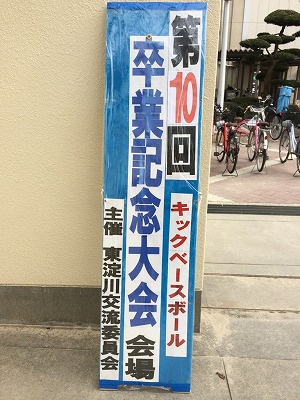 第10回
キックベースボール
卒業記念大会 会場
主催 東淀川交流委員会